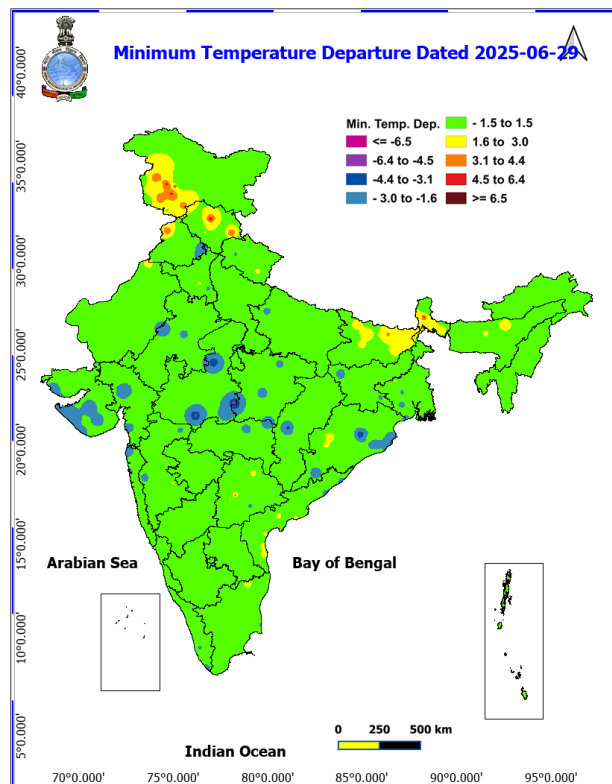 Minimum Temperature Departure Dated 2025-06-29
Min. Temp. Dep.
<= -6.5
-6.4 to -4.5
-4.4 to -3.1
- 3.0 to -1.6
- 1.5 to 1.5
1.6 to 3.0
3.1 to 4.4
4.5 to 6.4
>= 6.5
40°0.000'
35°0.000'
30°0.000'
25°0.000'
20°0.000'
15°0.000'
10°0.000'
5°0.000'
Arabian Sea
Bay of Bengal
Indian Ocean
0 250 500 km
70°0.000' 75°0.000' 80°0.000' 85°0.000' 90°0.000' 95°0.000'